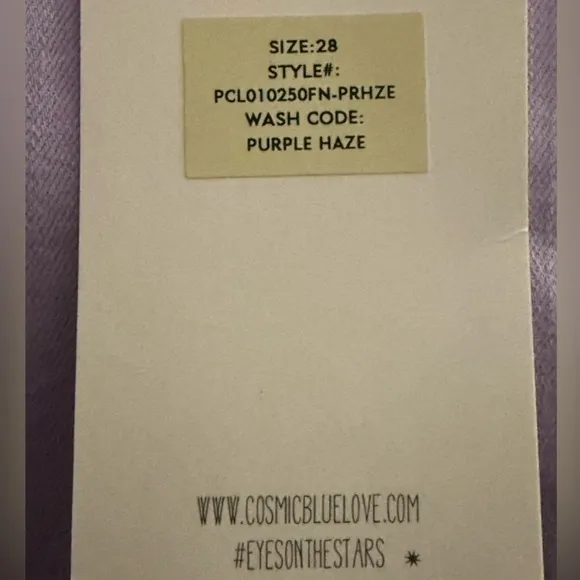 SIZE:28
STYLE#:
PCL010250FN-PRHZE
WASH CODE:
PURPLE HAZE
WWW.COSMICBLUELOVE.COM
#EYESONTHESTARS *